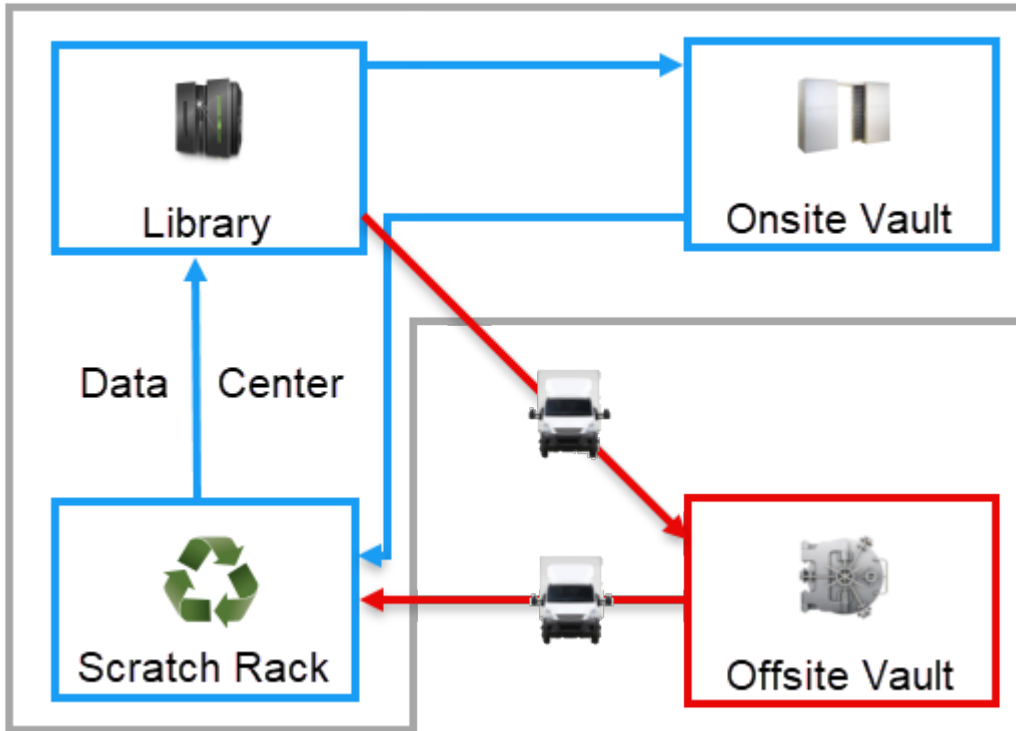 Library
Onsite Vault
Data Center
Scratch Rack
Offsite Vault